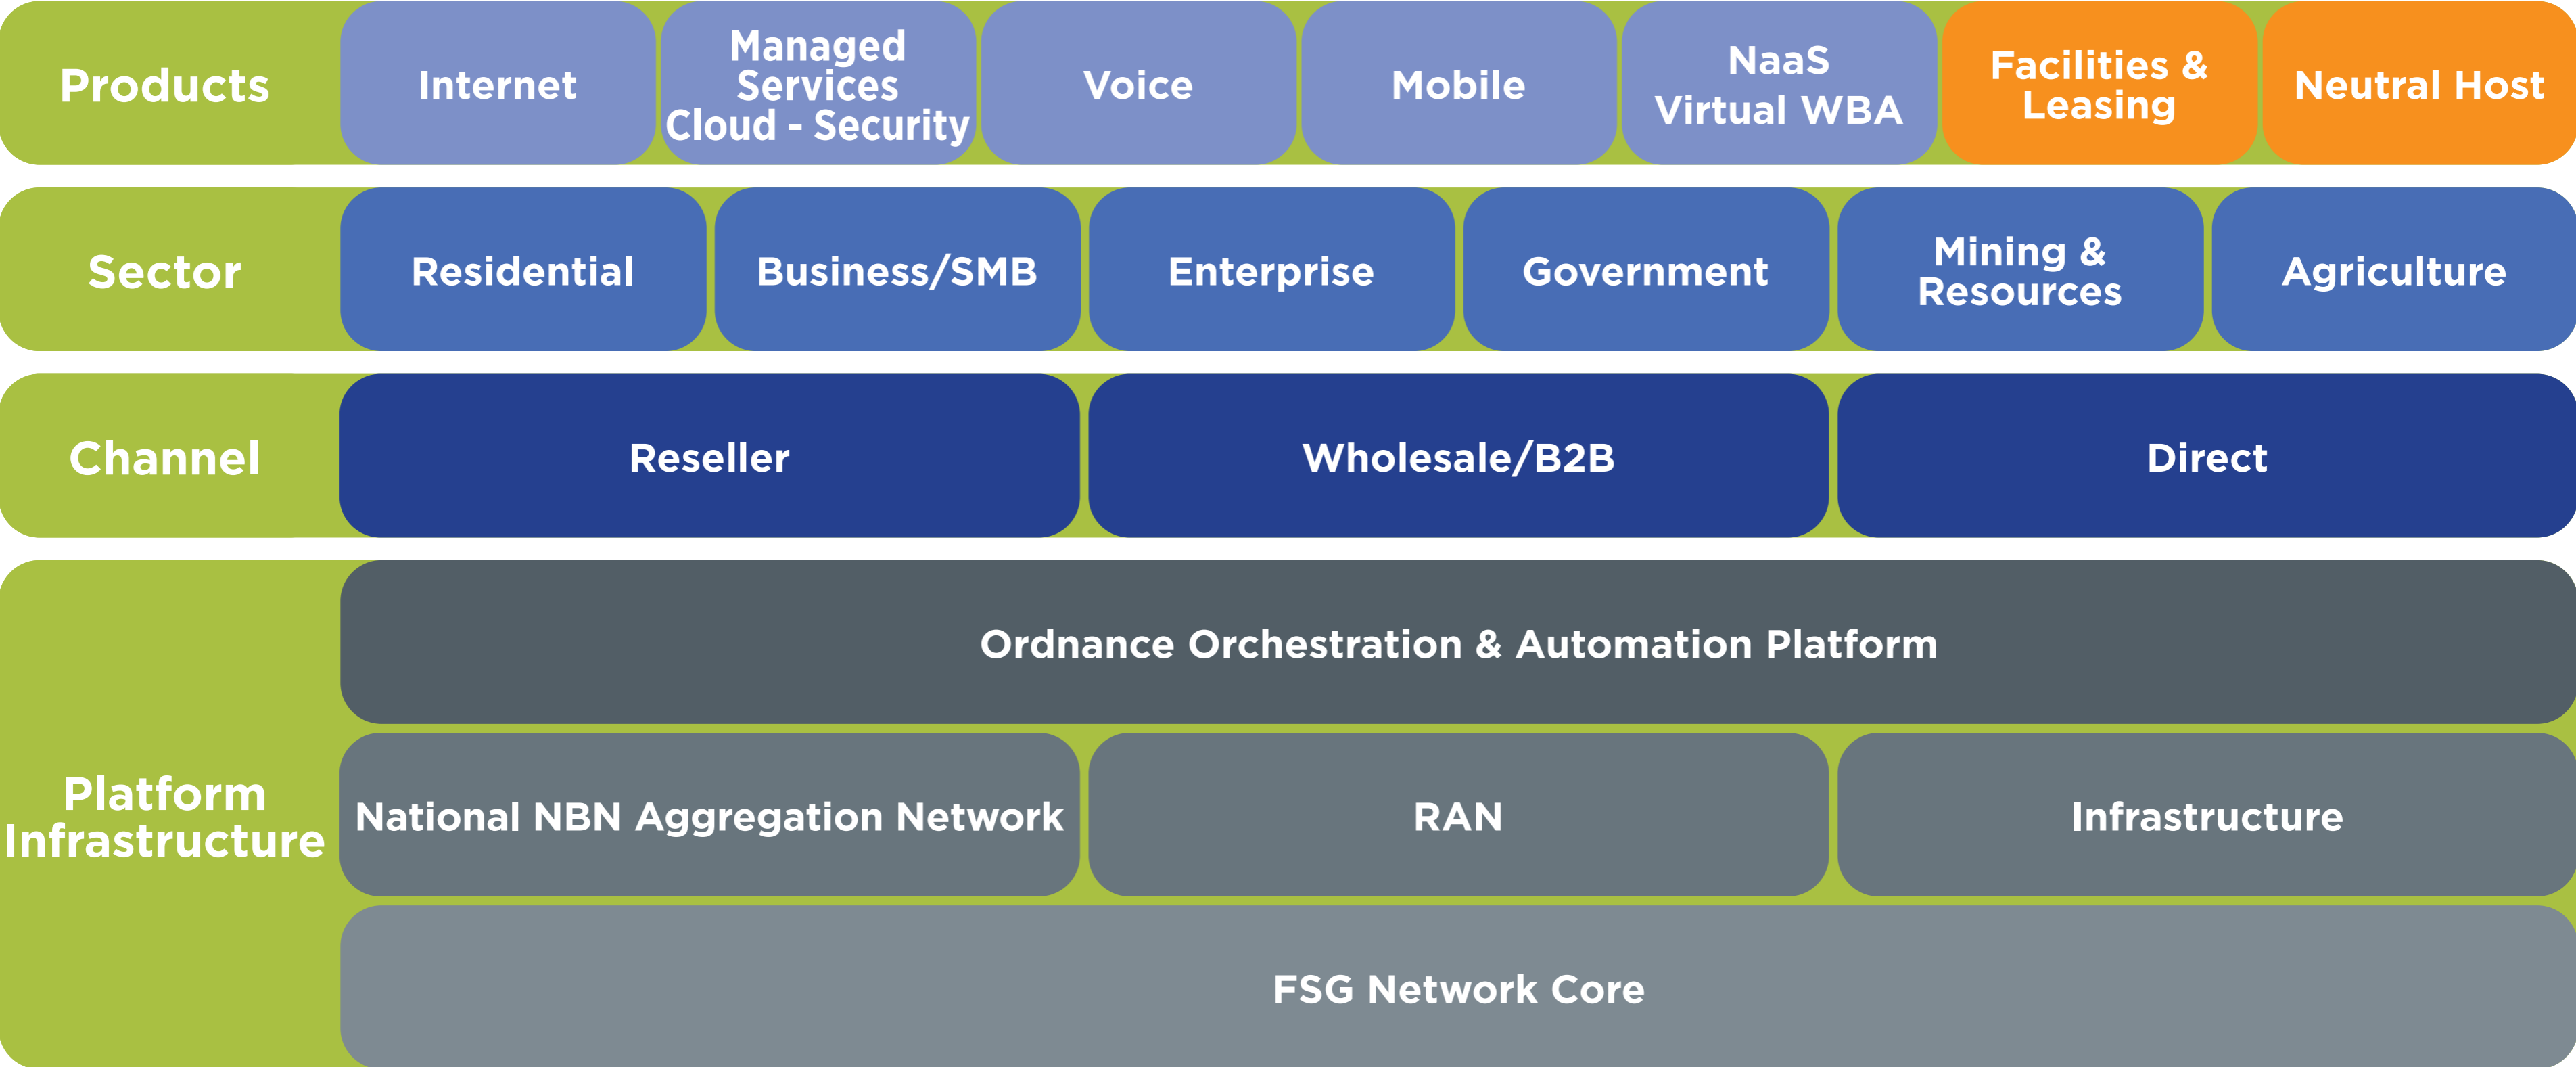 Products
Internet
Managed
Services
Cloud - Security
Voice
Mobile
NaaS
Virtual WBA
Facilities &
Leasing
Neutral Host
Sector
Residential
Business/SMB
Enterprise
Government
Mining &
Resources
Agriculture
Channel
Reseller
Wholesale/B2B
Direct
Platform
Infrastructure
Ordnance Orchestration & Automation Platform
National NBN Aggregation Network
RAN
Infrastructure
FSG Network Core